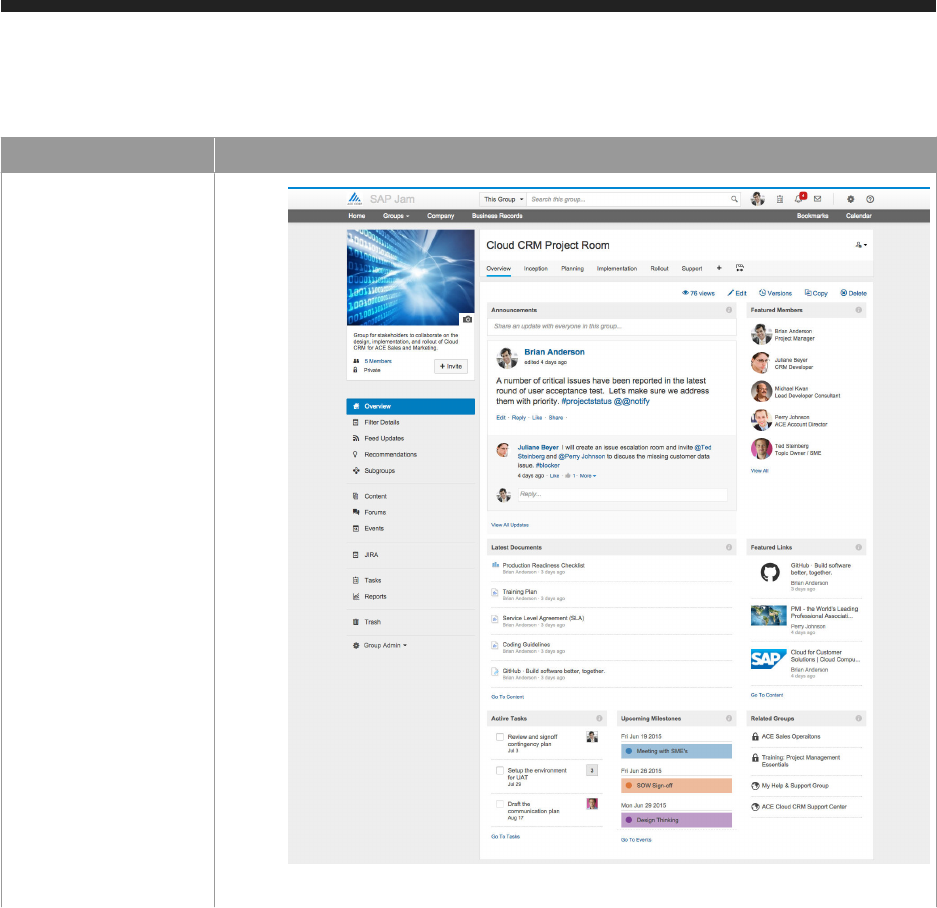 SAP Jam
This Group
Search this group...
Home
Groups
Company
Business Records
Bookmarks
Calendar
Group for stakeholders to collaborate on the
design, implementation, and rollout of Cloud
CRM for ACE Sales and Marketing.
5 Members
Private
+ Invite
Overview
Filter Details
Feed Updates
Recommendations
Subgroups
Content
Forums
Events
JIRA
Tasks
Reports
Trash
Group Admin
Cloud CRM Project Room
Overview
Inception
Planning
Implementation
Rollout
Support
+
76 views
Edit
Versions
Copy
Delete
Announcements
Share an update with everyone in this group...
Brian Anderson
edited 4 days ago
A number of critical issues have been reported in the latest
round of user acceptance test. Let's make sure we address
them with priority. #projectstatus @@notify
Edit · Reply · Like · Share ·
Juliane Beyer I will create an issue escalation room and invite @Ted
Steinberg and @Perry Johnson to discuss the missing customer data
issue. #blocker
4 days ago · Like · 1 · More
Reply...
View All Updates
Featured Members
Brian Anderson
Project Manager
Juliane Beyer
CRM Developer
Michael Kwan
Lead Developer Consultant
Perry Johnson
ACE Account Director
Ted Steinberg
Topic Owner / SME
View All
Latest Documents
Production Readiness Checklist
Brian Anderson · 3 days ago
Training Plan
Brian Anderson · 3 days ago
Service Level Agreement (SLA)
Brian Anderson · 3 days ago
Coding Guidelines
Brian Anderson · 3 days ago
GitHub · Build software better, together.
Brian Anderson · 3 days ago
Go To Content
Featured Links
GitHub · Build software
better, together.
Brian Anderson
3 days ago
PMI - the World's Leading
Professional Associati...
Perry Johnson
4 days ago
SAP
Cloud for Customer
Solutions | Cloud Compu...
Brian Anderson
4 days ago
Go To Content
Active Tasks
Review and signoff
contingency plan
Jul 3
Setup the environment
for UAT
Jul 29
2
Draft the
communication plan
Aug 17
Go To Tasks
Upcoming Milestones
Fri Jun 19 2015
Meeting with SME's
Fri Jun 26 2015
SOW Sign-off
Mon Jun 29 2015
Design Thinking
Go To Events
Related Groups
ACE Sales Operaitons
Training: Project Management
Essentials
My Help & Support Group
ACE Cloud CRM Support Center